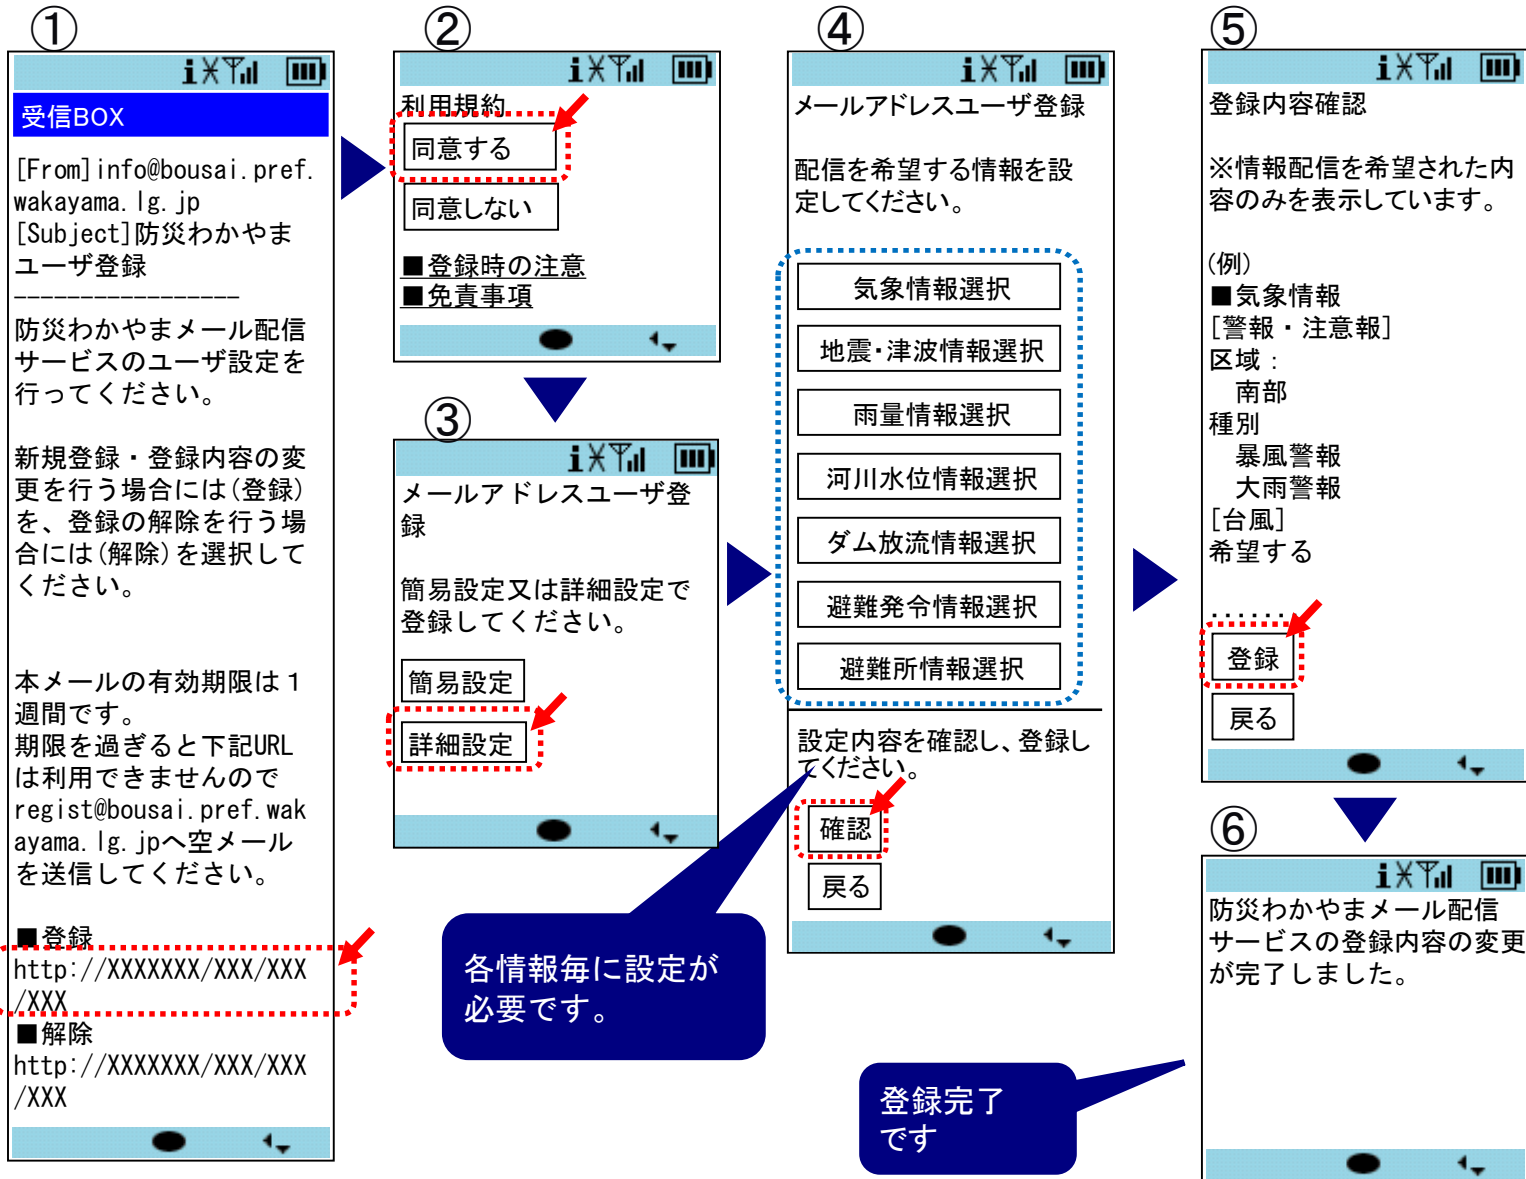 ①
受信BOX
[From]info@bousai.pref.
wakayama.lg.jp
[Subject]防災わかやま
ユーザ登録
-----------------
防災わかやまメール配信
サービスのユーザ設定を
行ってください。
新規登録・登録内容の変
更を行う場合には(登録)
を、登録の解除を行う場
合には(解除)を選択して
ください。
本メールの有効期限は１
週間です。
期限を過ぎると下記URL
は利用できませんので
regist@bousai.pref.wak
ayama.lg.jpへ空メール
を送信してください。
■登録
http://XXXXXXX/XXX/XXX
/XXX
■解除
http://XXXXXXX/XXX/XXX
/XXX
②
利用規約
同意する
同意しない
■登録時の注意
■免責事項
③
メールアドレスユーザ登
録
簡易設定又は詳細設定で
登録してください。
簡易設定
詳細設定
④
メールアドレスユーザ登録
配信を希望する情報を設
定してください。
気象情報選択
地震・津波情報選択
雨量情報選択
河川水位情報選択
ダム放流情報選択
避難発令情報選択
避難所情報選択
設定内容を確認し、登録し
てください。
確認
戻る
各情報毎に設定が
必要です。
⑤
登録内容確認
※情報配信を希望された内
容のみを表示しています。
(例)
■気象情報
[警報・注意報]
区域：
南部
種別
暴風警報
大雨警報
[台風]
希望する
......
登録
戻る
⑥
防災わかやまメール配信
サービスの登録内容の変更
が完了しました。
登録完了
です